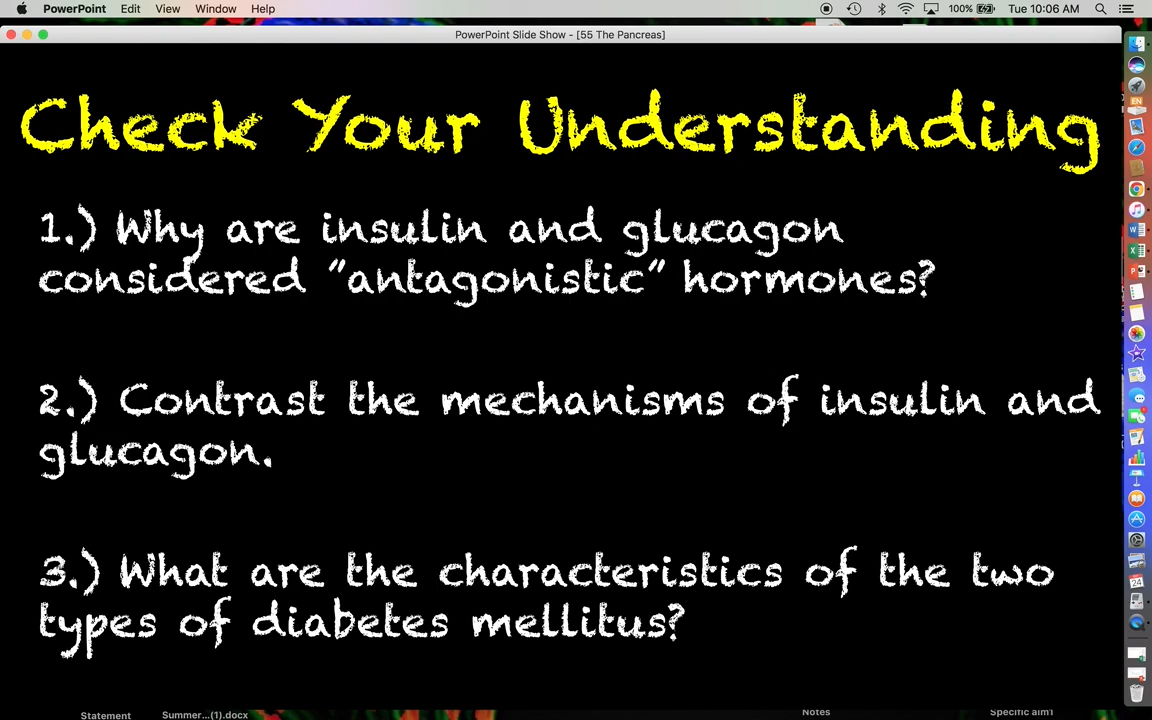 PowerPoint Edit View Window Help 100% Tue 10:06 AM
PowerPoint Slide Show - [55 The Pancreas]
Check Your Understanding
1.) Why are insulin and glucagon
considered "antagonistic" hormones?
2.) Contrast the mechanisms of insulin and
glucagon.
3.) What are the characteristics of the two
types of diabetes mellitus?
Statement Summer...(1).docx Notes Specific aim1